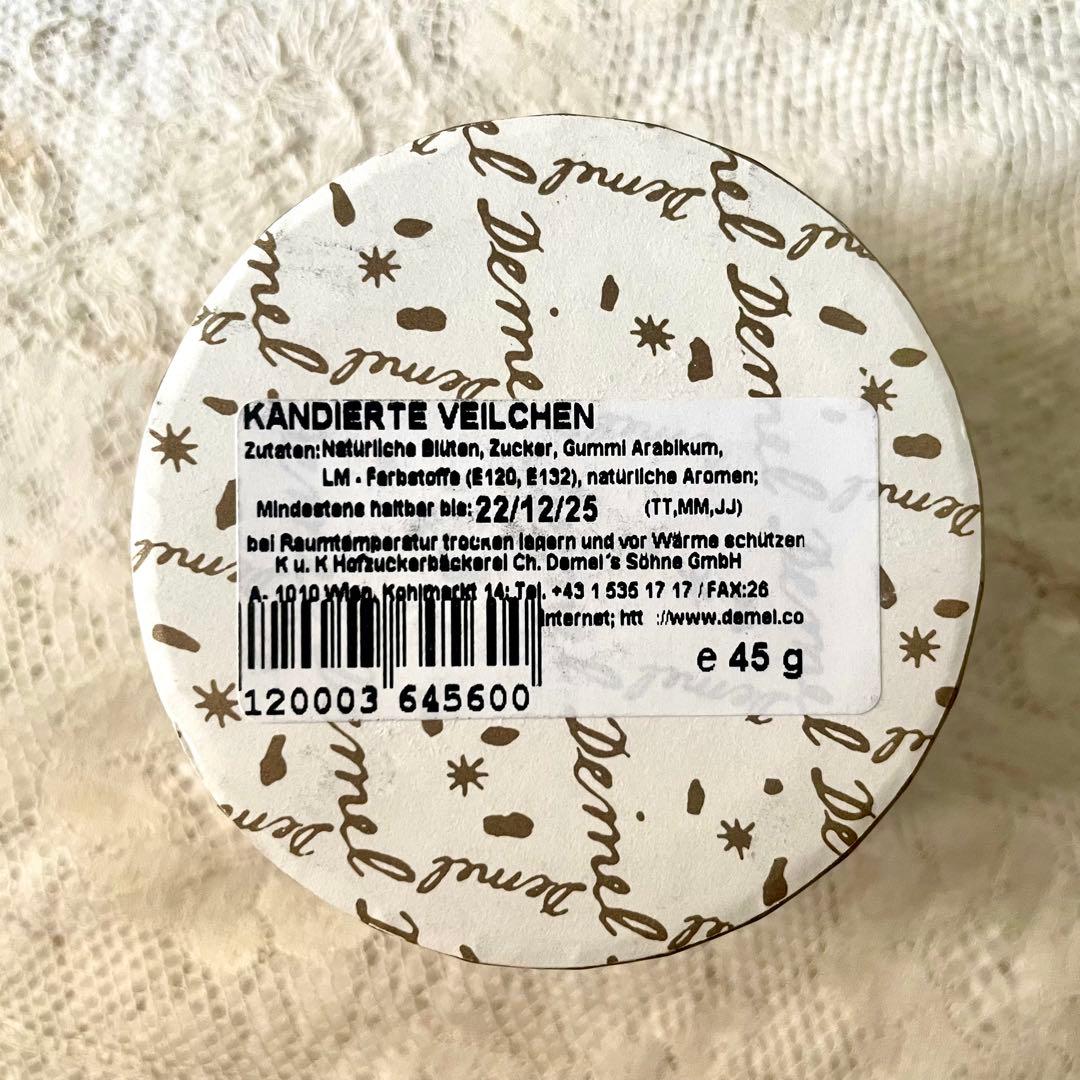 Demel Demel Demel
KANDIERTE VEILCHEN
Zutaten: Natürliche Blüten, Zucker, Gummi Arabikum,
LM - Farbstoffe (E120, E132), natürliche Aromen;
Mindestens haltbar bis: 22/12/25 (TT,MM,JJ)
bei Raumtemperatur trocken lagern und vor Wärme schützen
K u. K Hofzuckerbäckerei Ch. Demel´s Söhne GmbH
A- 1010 Wien, Kohlmarkt 14; Tel. +43 1 535 17 17 / FAX:26
Internet; htt ://www.demel.co
e 45 g
120003 645600
Demel Demel Demel